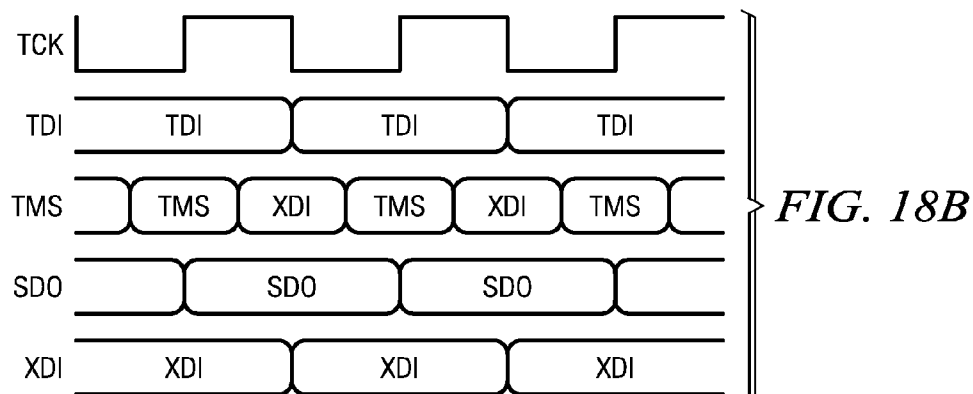 TCK
TDI TDI TDI TDI
TMS TMS XDI TMS XDI TMS
FIG. 18B
SDO SDO SDO
XDI XDI XDI XDI